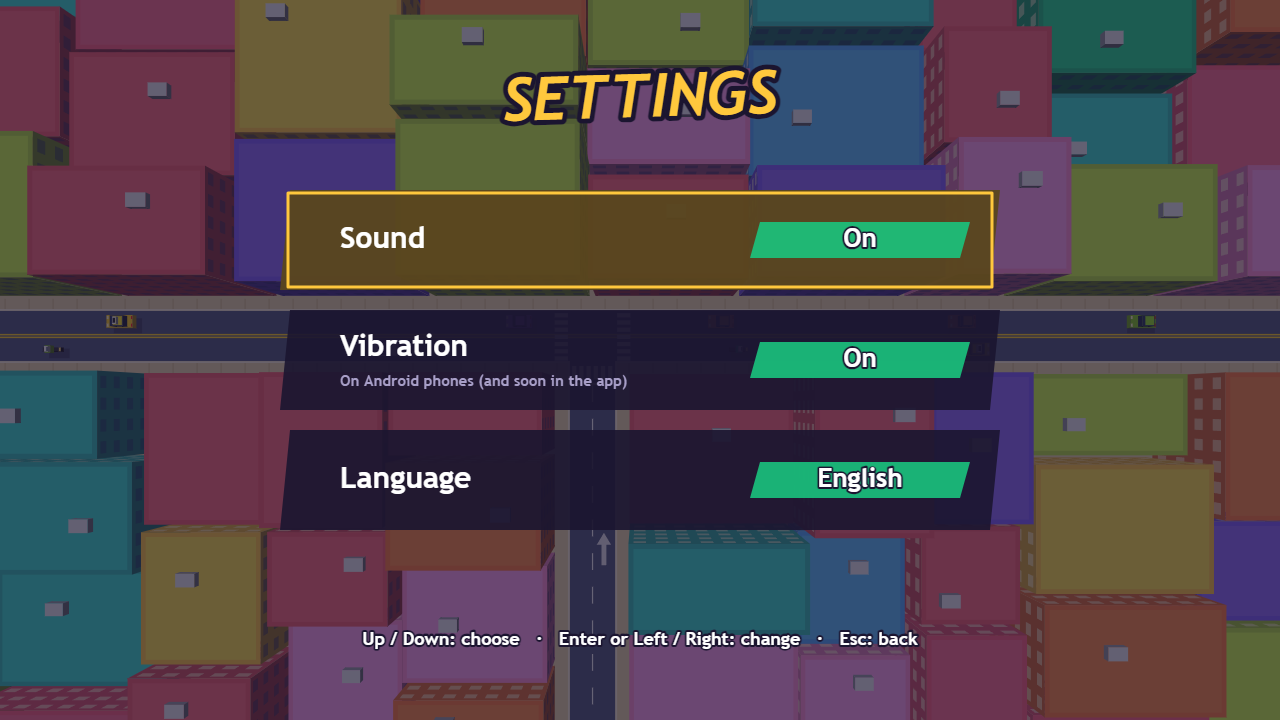 SETTINGS
Sound
On
Vibration
On Android phones (and soon in the app)
On
Language
English
Up / Down: choose · Enter or Left / Right: change · Esc: back